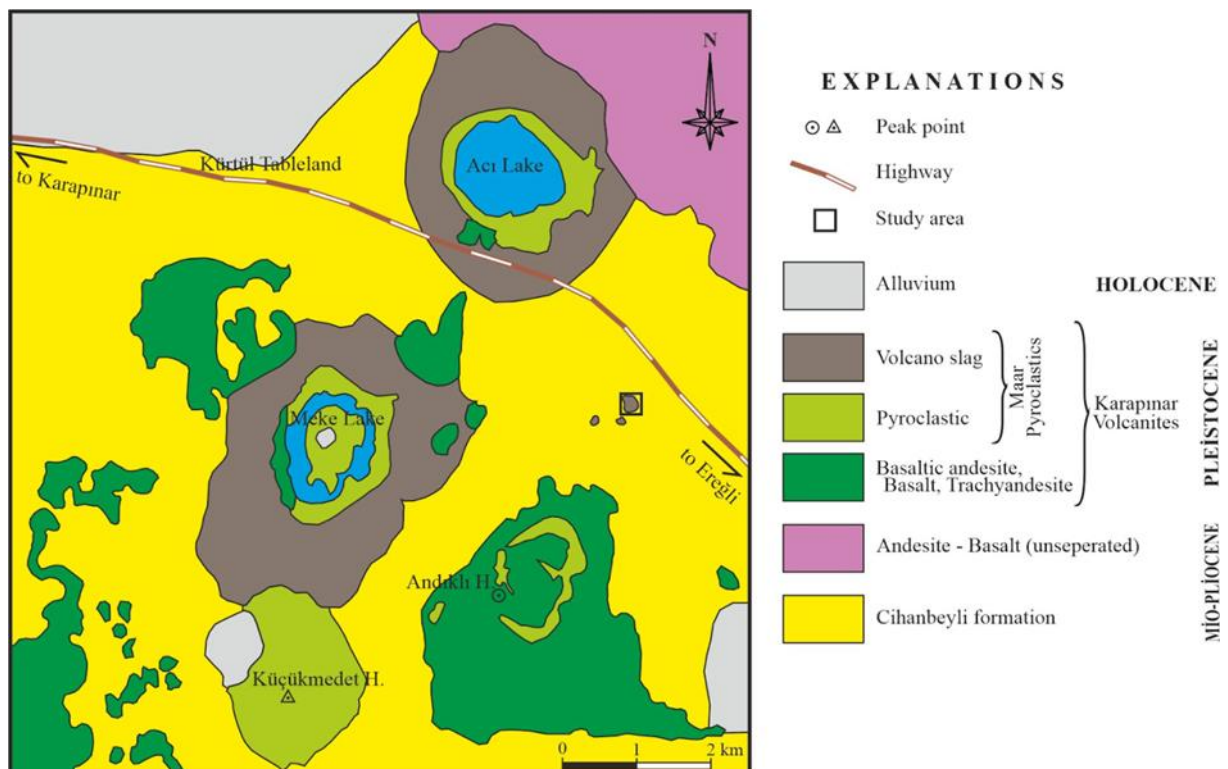 Kürtül Tableland
to Karapınar
Acı Lake
N
Meke Lake
to Ereğli
Andıklı H.
Küçükmedet H.
0 1 2 km
EXPLANATIONS
Peak point
Highway
Study area
Alluvium
HOLOCENE
Volcano slag
Pyroclastic
Maar
Pyroclastics
Basaltic andesite,
Basalt, Trachyandesite
Karapınar
Volcanites
PLEİSTOCENE
Andesite - Basalt (unseperated)
Cihanbeyli formation
MİO-PLİOCENE